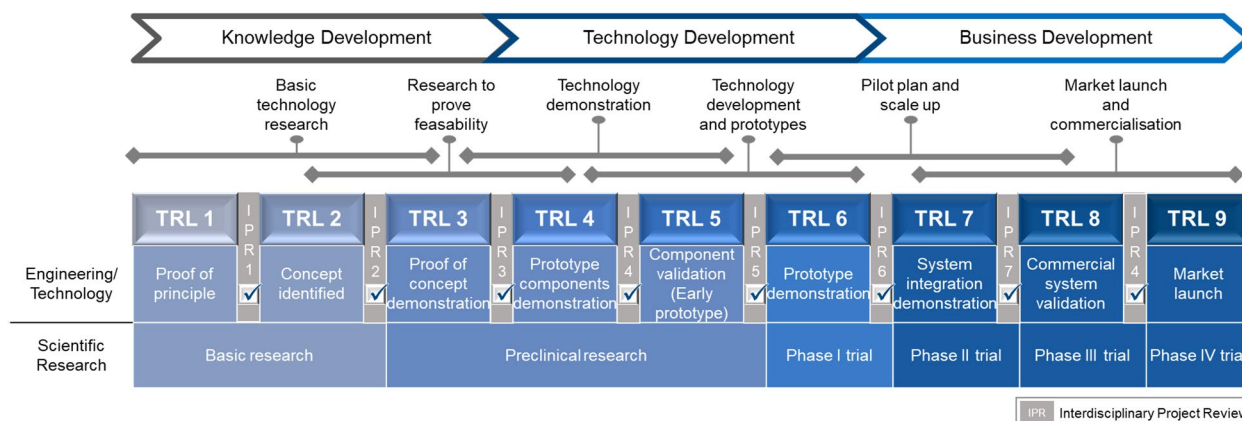 Knowledge Development
Technology Development
Business Development
Basic
technology
research
Research to
prove
feasability
Technology
demonstration
Technology
development
and prototypes
Pilot plan and
scale up
Market launch
and
commercialisation
TRL 1
IPR1
TRL 2
IPR2
TRL 3
IPR3
TRL 4
IPR4
TRL 5
IPR5
TRL 6
IPR6
TRL 7
IPR7
TRL 8
IPR4
TRL 9
Engineering/
Technology
Proof of
principle
Concept
identified
Proof of
concept
demonstration
Prototype
components
demonstration
Component
validation
(Early
prototype)
Prototype
demonstration
System
integration
demonstration
Commercial
system
validation
Market
launch
Scientific
Research
Basic research
Preclinical research
Phase I trial
Phase II trial
Phase III trial
Phase IV trial
IPR
Interdisciplinary Project Review